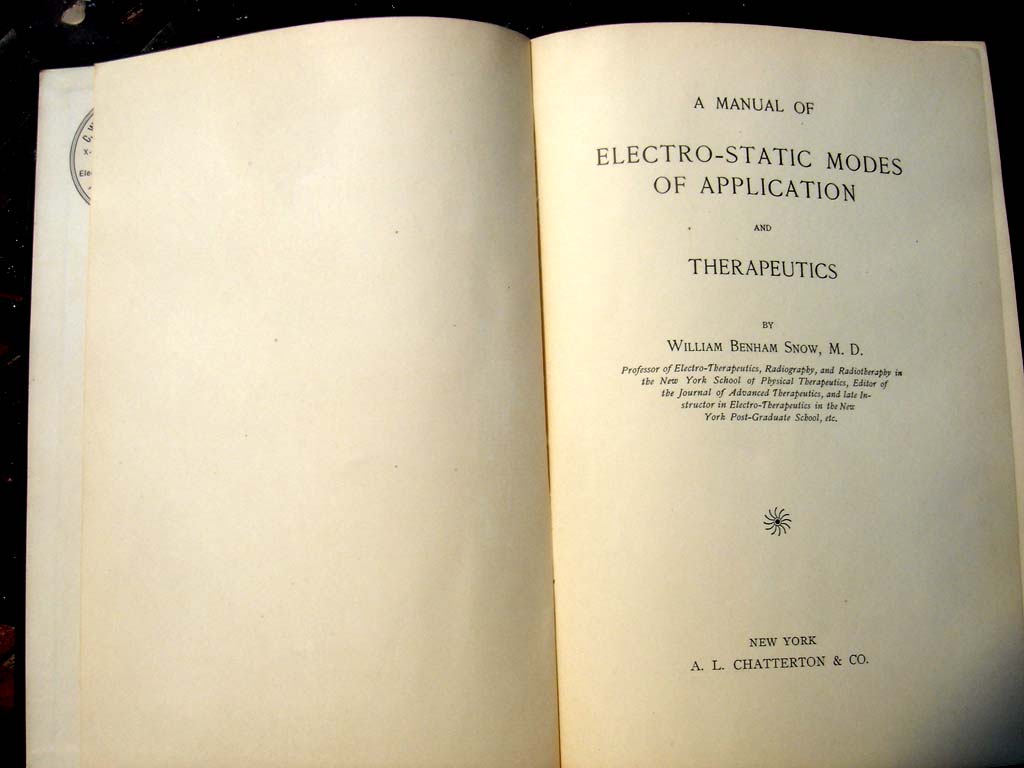 Ele
A MANUAL OF
ELECTRO-STATIC MODES
OF APPLICATION
AND
THERAPEUTICS
BY
WILLIAM BENHAM SNOW, M. D.
Professor of Electro-Therapeutics, Radiography, and Radiotheraphy in
the New York School of Physical Therapeutics, Editor of
the Journal of Advanced Therapeutics, and late In-
structor in Electro-Therapeutics in the New
York Post-Graduate School, etc.
NEW YORK
A. L. CHATTERTON & CO.